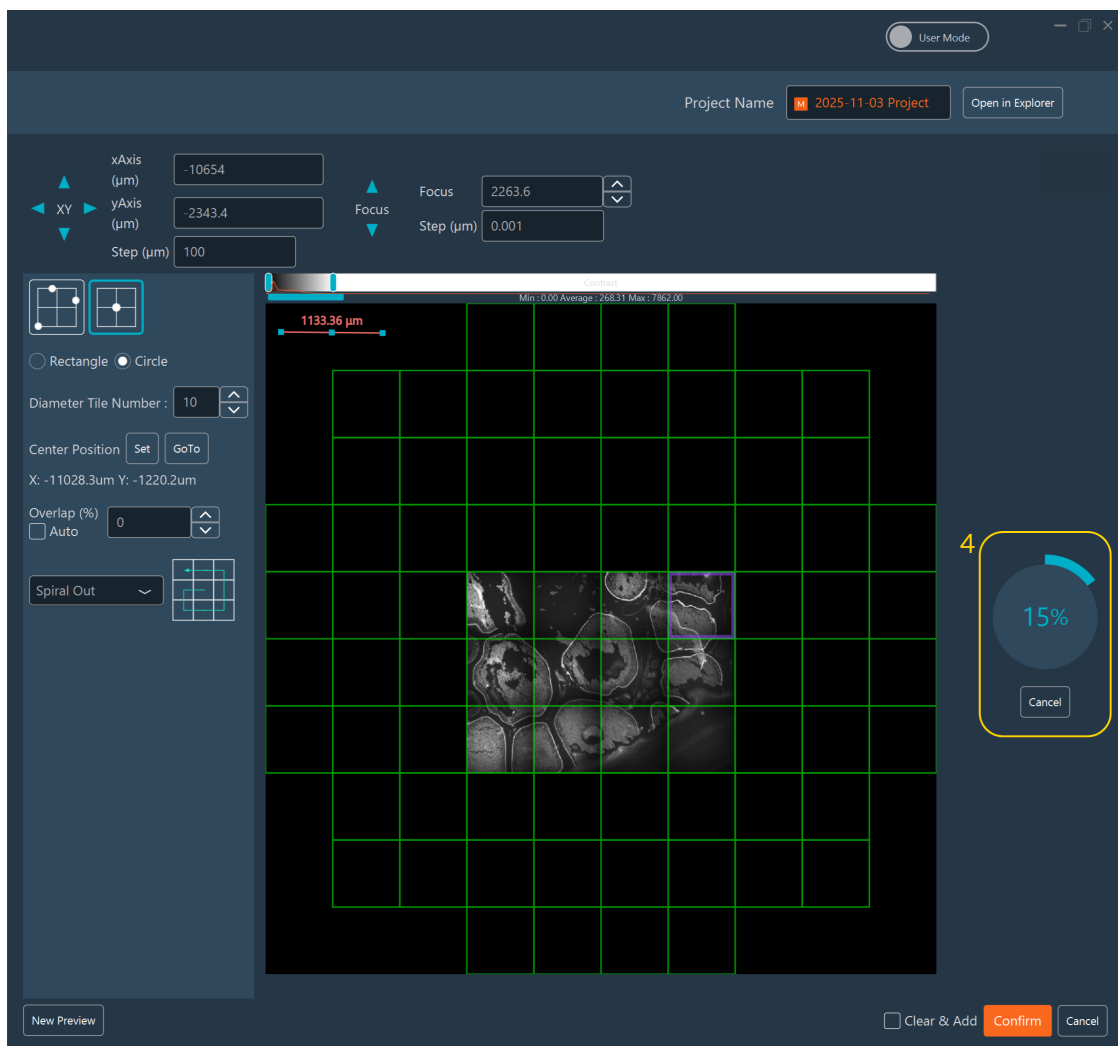 User Mode
Project Name
M 2025-11-03 Project
Open in Explorer
xAxis
(µm)
-10654
XY
yAxis
(µm)
-2343.4
Step (µm)
100
Focus
Focus
2263.6
Step (µm)
0.001
Contrast
Min : 0.00 Average : 268.31 Max : 7862.00
1133.36 µm
Rectangle
Circle
Diameter Tile Number :
10
Center Position
Set
GoTo
X: -11028.3um Y: -1220.2um
Overlap (%)
Auto
0
Spiral Out
4
15%
Cancel
New Preview
Clear & Add
Confirm
Cancel